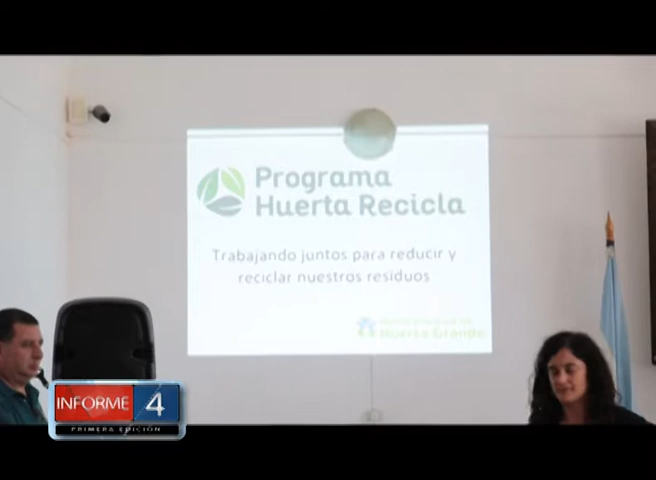 Programa
Huerta Recicla
Trabajando juntos para reducir y
reciclar nuestros residuos
Huerta Grande
INFORME 4
PRIMERA EDICIÓN